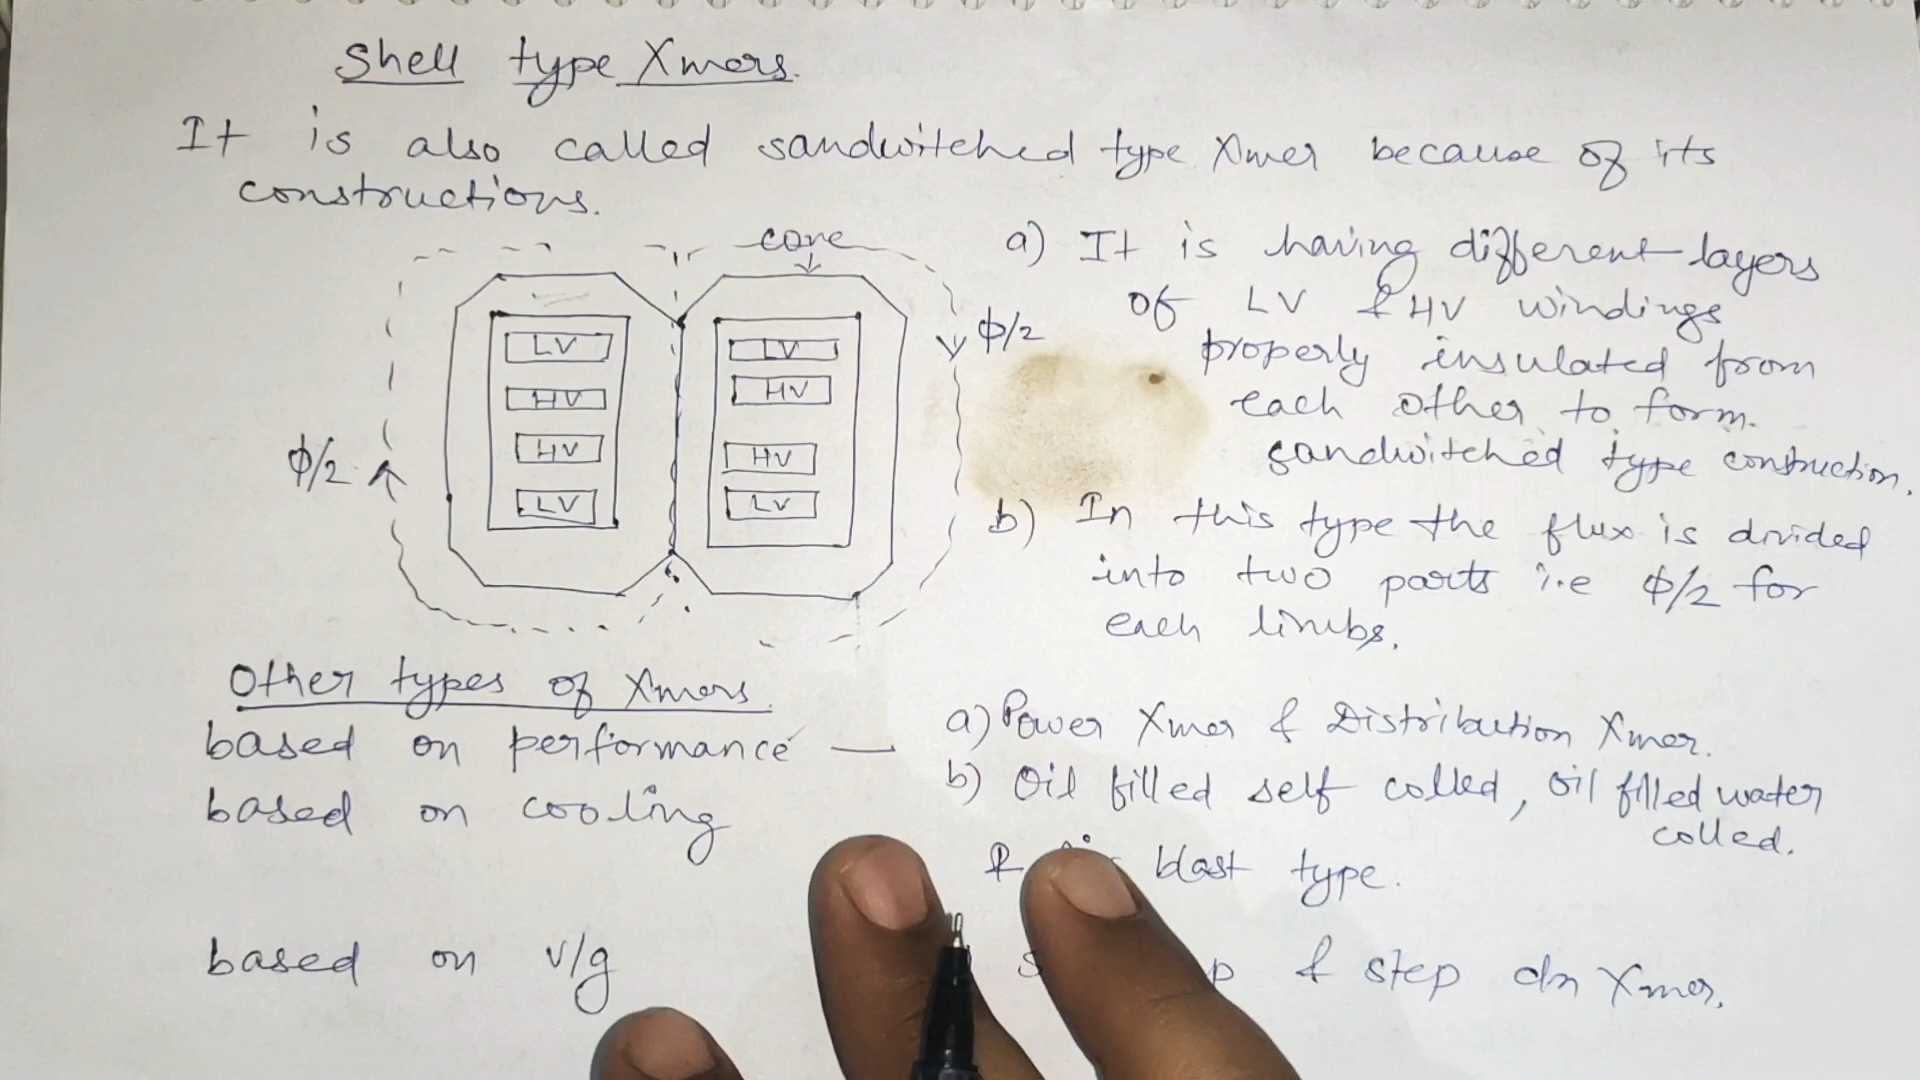 Shell type Xmers.
It is also called sandwitched type Xmer because of its
constructions.
core
ϕ/2
ϕ/2
LV
HV
HV
LV
LV
HV
HV
LV
a) It is having different layers
of LV & HV windings
properly insulated from
each other to form.
sandwitched type construction.
b) In this type the flux is divided
into two parts i.e ϕ/2 for
each limbs.
Other types of Xmers.
based on performance — a) Power Xmer & Distribution Xmer.
based on cooling b) Oil filled self colled, oil filled water
colled.
& blast type.
based on v/g & step dn Xmer.